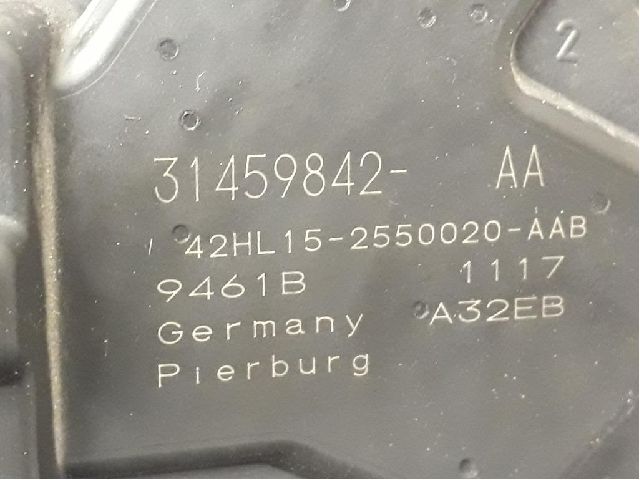 2
31459842- AA
42HL15-2550020-AAB
9461B 1117
Germany A32EB
Pierburg